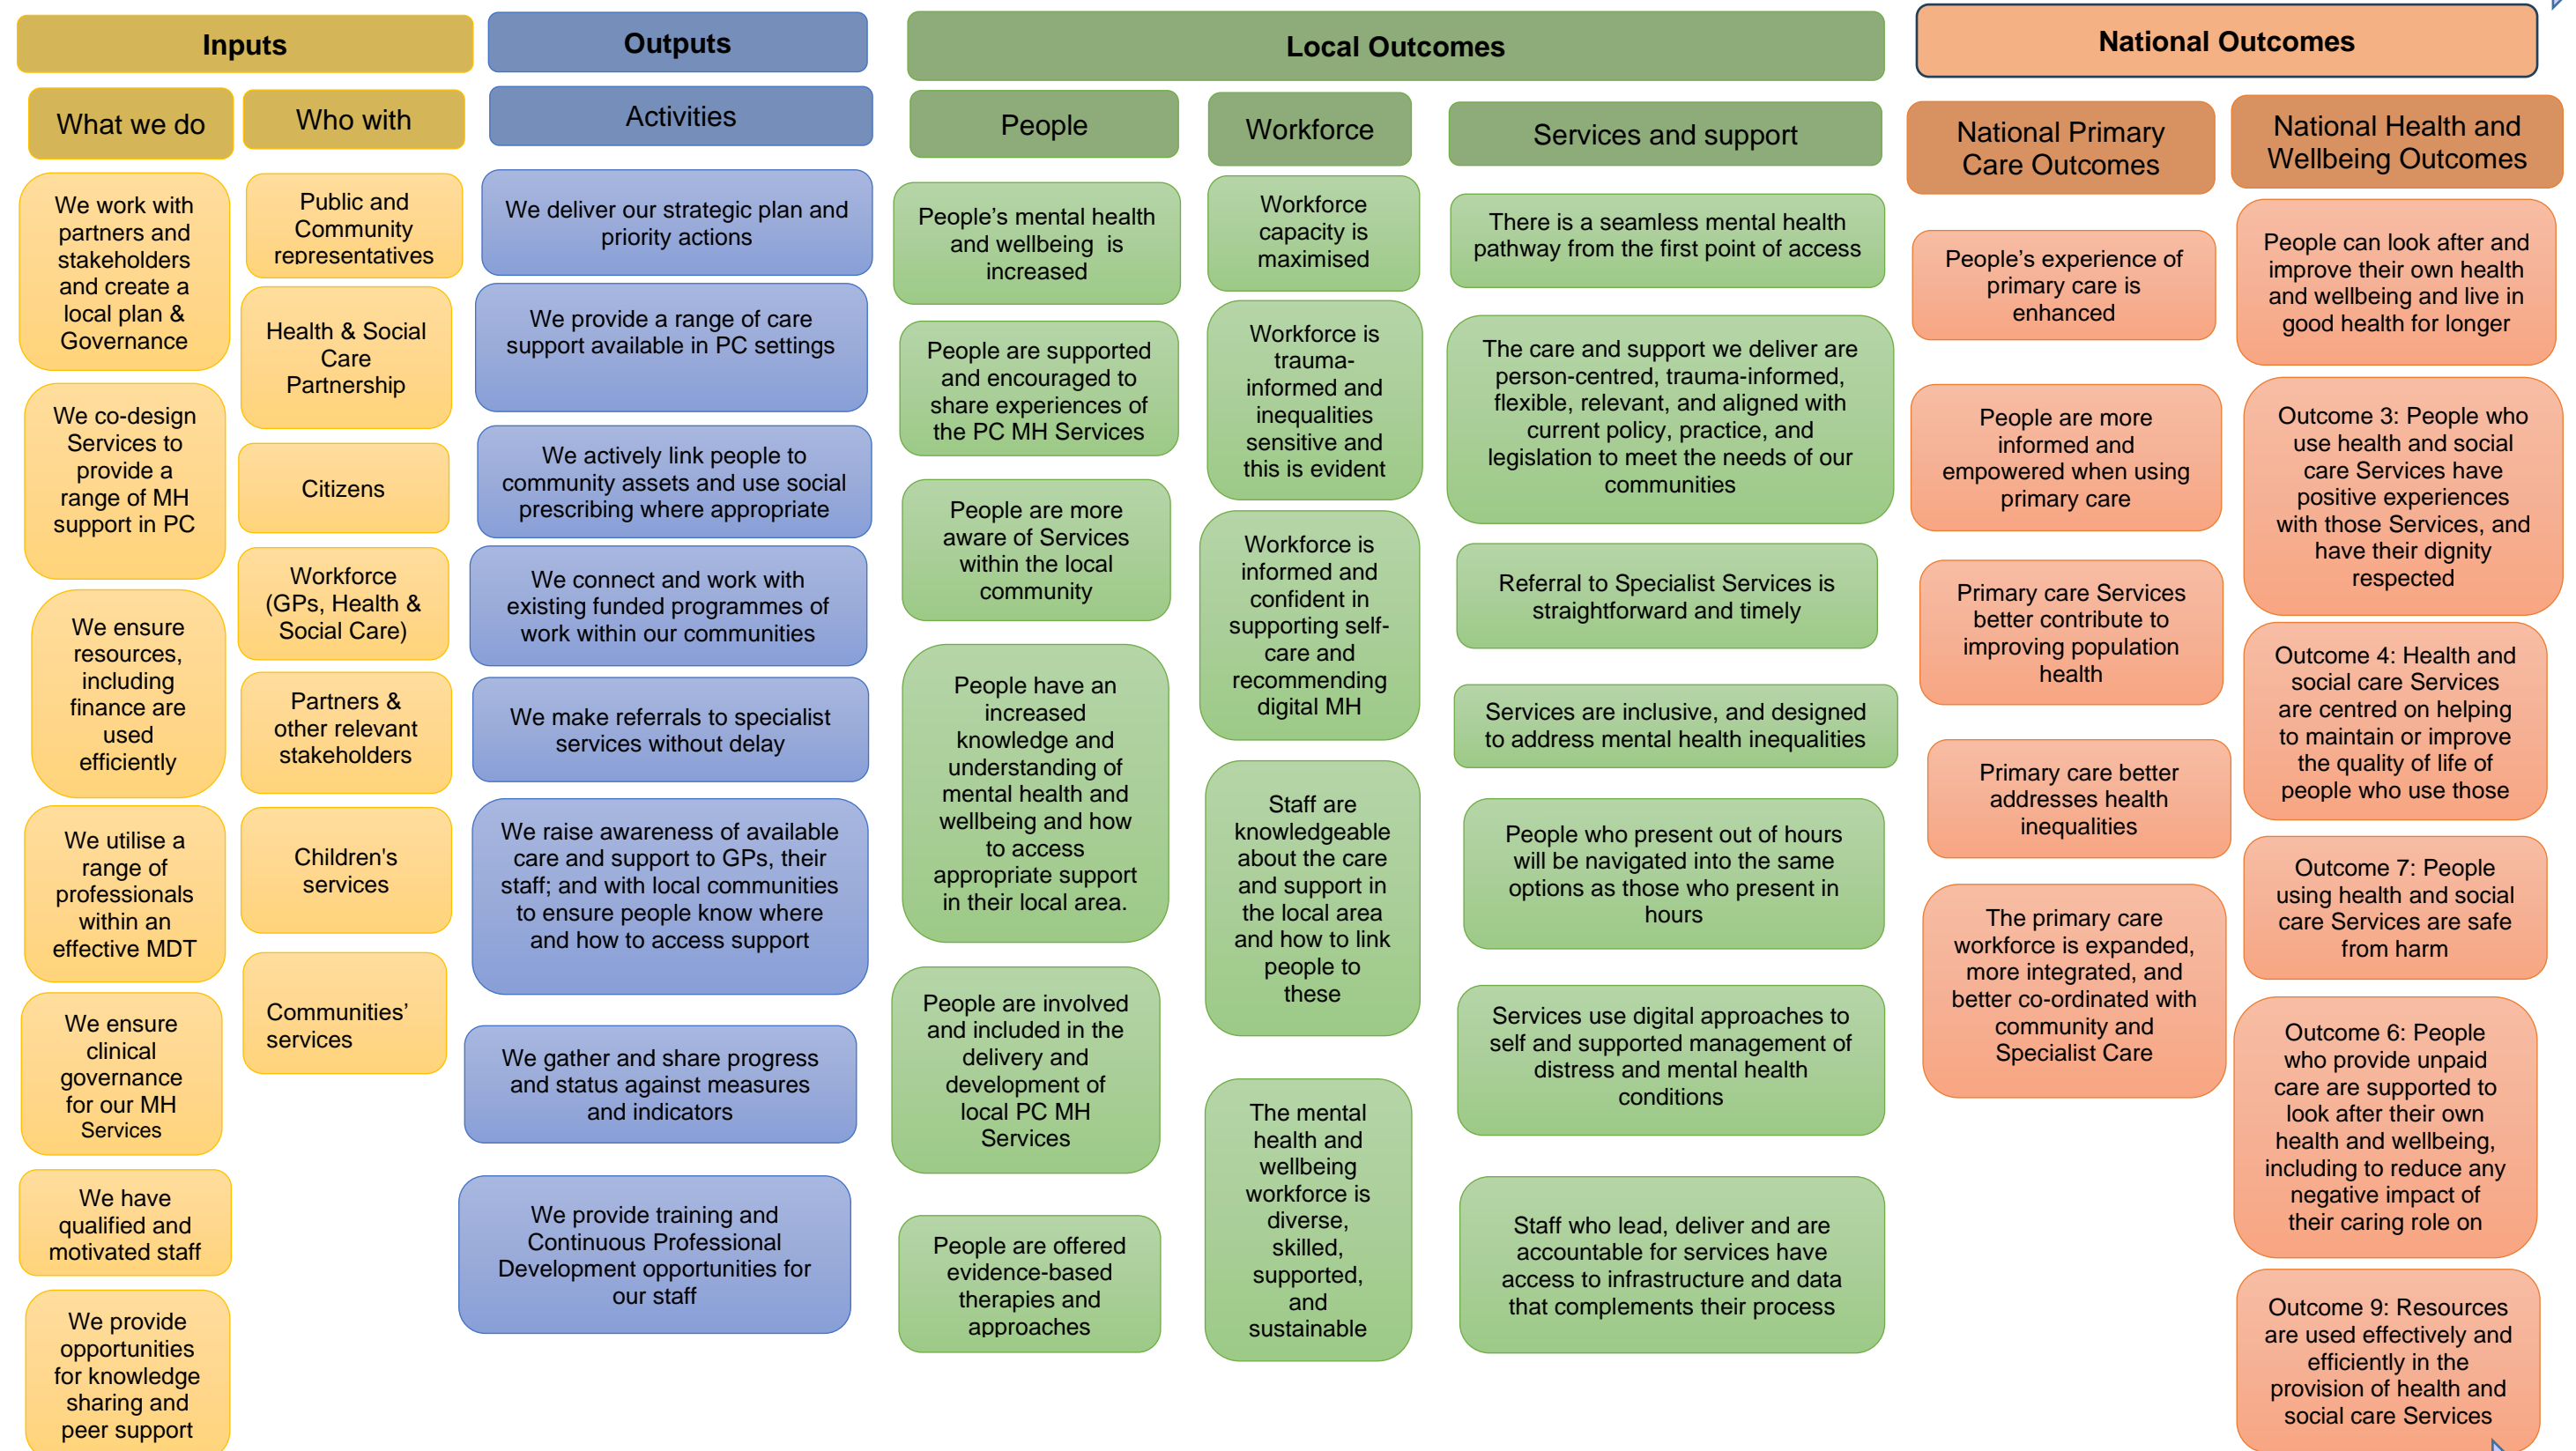 Inputs
What we do
We work with
partners and
stakeholders
and create a
local plan &
Governance
We co-design
Services to
provide a
range of MH
support in PC
We ensure
resources,
including
finance are
used
efficiently
We utilise a
range of
professionals
within an
effective MDT
We ensure
clinical
governance
for our MH
Services
We have
qualified and
motivated staff
We provide
opportunities
for knowledge
sharing and
peer support
Who with
Public and
Community
representatives
Health & Social
Care
Partnership
Citizens
Workforce
(GPs, Health &
Social Care)
Partners &
other relevant
stakeholders
Children's
services
Communities’
services
Outputs
Activities
We deliver our strategic plan and
priority actions
We provide a range of care
support available in PC settings
We actively link people to
community assets and use social
prescribing where appropriate
We connect and work with
existing funded programmes of
work within our communities
We make referrals to specialist
services without delay
We raise awareness of available
care and support to GPs, their
staff; and with local communities
to ensure people know where
and how to access support
We gather and share progress
and status against measures
and indicators
We provide training and
Continuous Professional
Development opportunities for
our staff
Local Outcomes
People
People’s mental health
and wellbeing is
increased
People are supported
and encouraged to
share experiences of
the PC MH Services
People are more
aware of Services
within the local
community
People have an
increased
knowledge and
understanding of
mental health and
wellbeing and how
to access
appropriate support
in their local area.
People are involved
and included in the
delivery and
development of
local PC MH
Services
People are offered
evidence-based
therapies and
approaches
Workforce
Workforce
capacity is
maximised
Workforce is
trauma-
informed and
inequalities
sensitive and
this is evident
Workforce is
informed and
confident in
supporting self-
care and
recommending
digital MH
Staff are
knowledgeable
about the care
and support in
the local area
and how to link
people to
these
The mental
health and
wellbeing
workforce is
diverse,
skilled,
supported,
and
sustainable
Services and support
There is a seamless mental health
pathway from the first point of access
The care and support we deliver are
person-centred, trauma-informed,
flexible, relevant, and aligned with
current policy, practice, and
legislation to meet the needs of our
communities
Referral to Specialist Services is
straightforward and timely
Services are inclusive, and designed
to address mental health inequalities
People who present out of hours
will be navigated into the same
options as those who present in
hours
Services use digital approaches to
self and supported management of
distress and mental health
conditions
Staff who lead, deliver and are
accountable for services have
access to infrastructure and data
that complements their process
National Outcomes
National Primary
Care Outcomes
People’s experience of
primary care is
enhanced
People are more
informed and
empowered when using
primary care
Primary care Services
better contribute to
improving population
health
Primary care better
addresses health
inequalities
The primary care
workforce is expanded,
more integrated, and
better co-ordinated with
community and
Specialist Care
National Health and
Wellbeing Outcomes
People can look after and
improve their own health
and wellbeing and live in
good health for longer
Outcome 3: People who
use health and social
care Services have
positive experiences
with those Services, and
have their dignity
respected
Outcome 4: Health and
social care Services
are centred on helping
to maintain or improve
the quality of life of
people who use those
Outcome 7: People
using health and social
care Services are safe
from harm
Outcome 6: People
who provide unpaid
care are supported to
look after their own
health and wellbeing,
including to reduce any
negative impact of
their caring role on
Outcome 9: Resources
are used effectively and
efficiently in the
provision of health and
social care Services